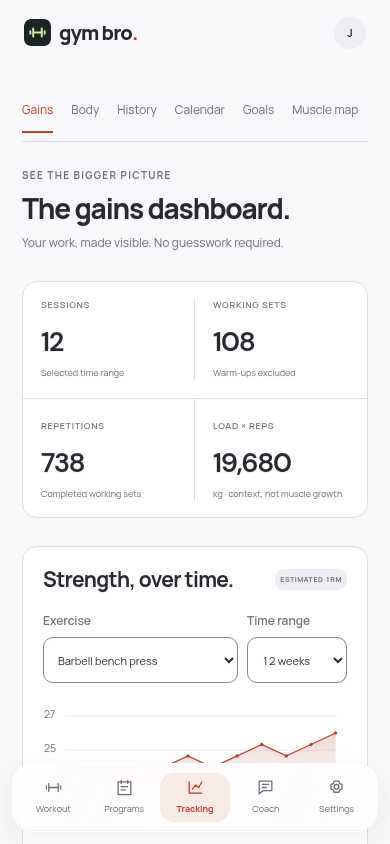 gym bro.
J
Gains Body History Calendar Goals Muscle map
SEE THE BIGGER PICTURE
The gains dashboard.
Your work, made visible. No guesswork required.
SESSIONS
12
Selected time range
WORKING SETS
108
Warm-ups excluded
REPETITIONS
738
Completed working sets
LOAD × REPS
19,680
kg · context, not muscle growth
Strength, over time.
ESTIMATED 1RM
Exercise
Barbell bench press
Time range
12 weeks
27
25
Workout Programs Tracking Coach Settings